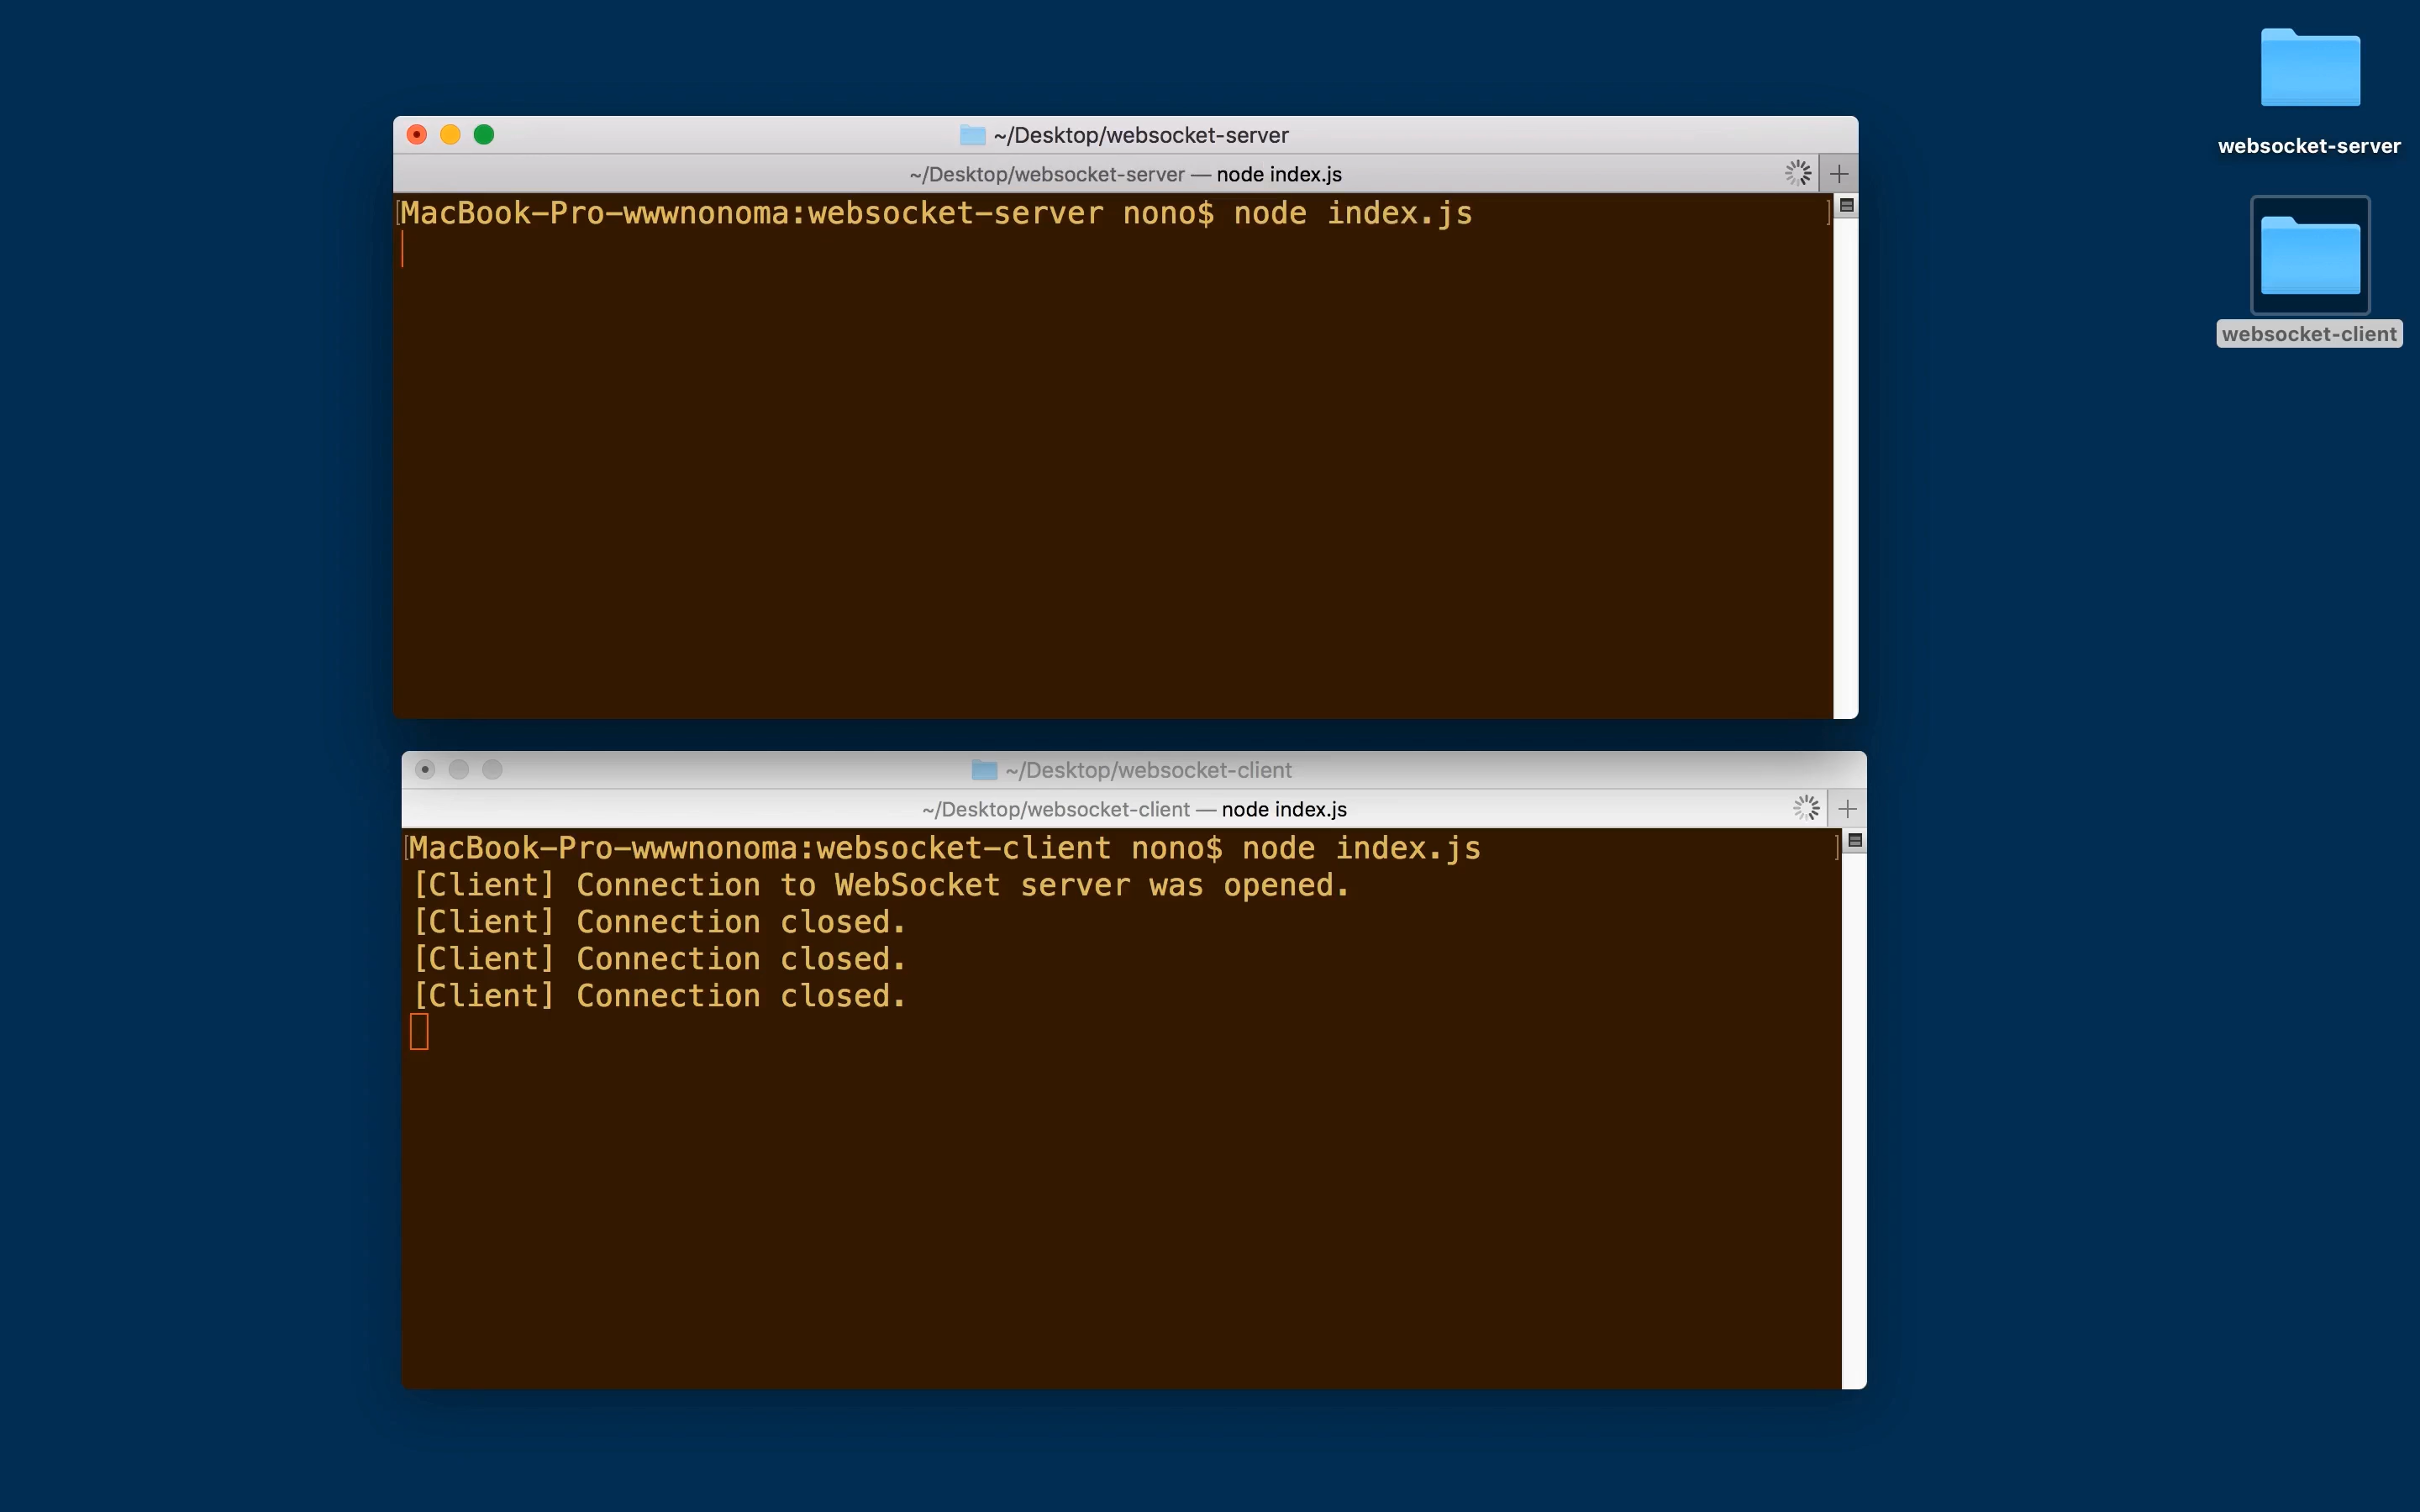 ~/Desktop/websocket-server
~/Desktop/websocket-server — node index.js
MacBook-Pro-wwwnonoma:websocket-server nono$ node index.js
~/Desktop/websocket-client
~/Desktop/websocket-client — node index.js
MacBook-Pro-wwwnonoma:websocket-client nono$ node index.js
[Client] Connection to WebSocket server was opened.
[Client] Connection closed.
[Client] Connection closed.
[Client] Connection closed.
websocket-server
websocket-client